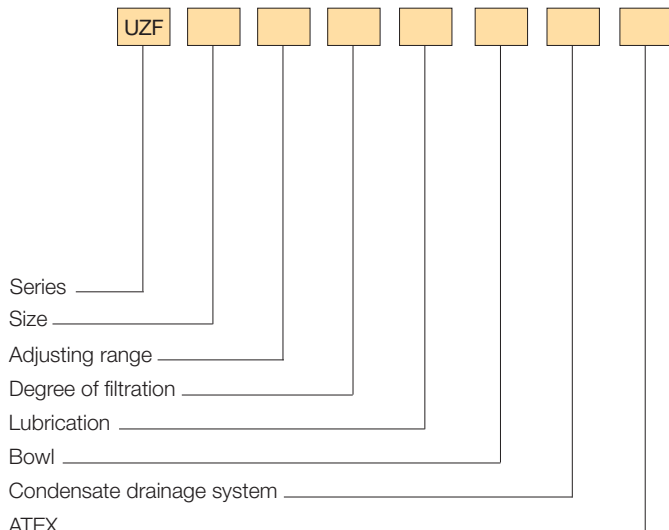 UZF
Series
Size
Adjusting range
Degree of filtration
Lubrication
Bowl
Condensate drainage system
ATEX